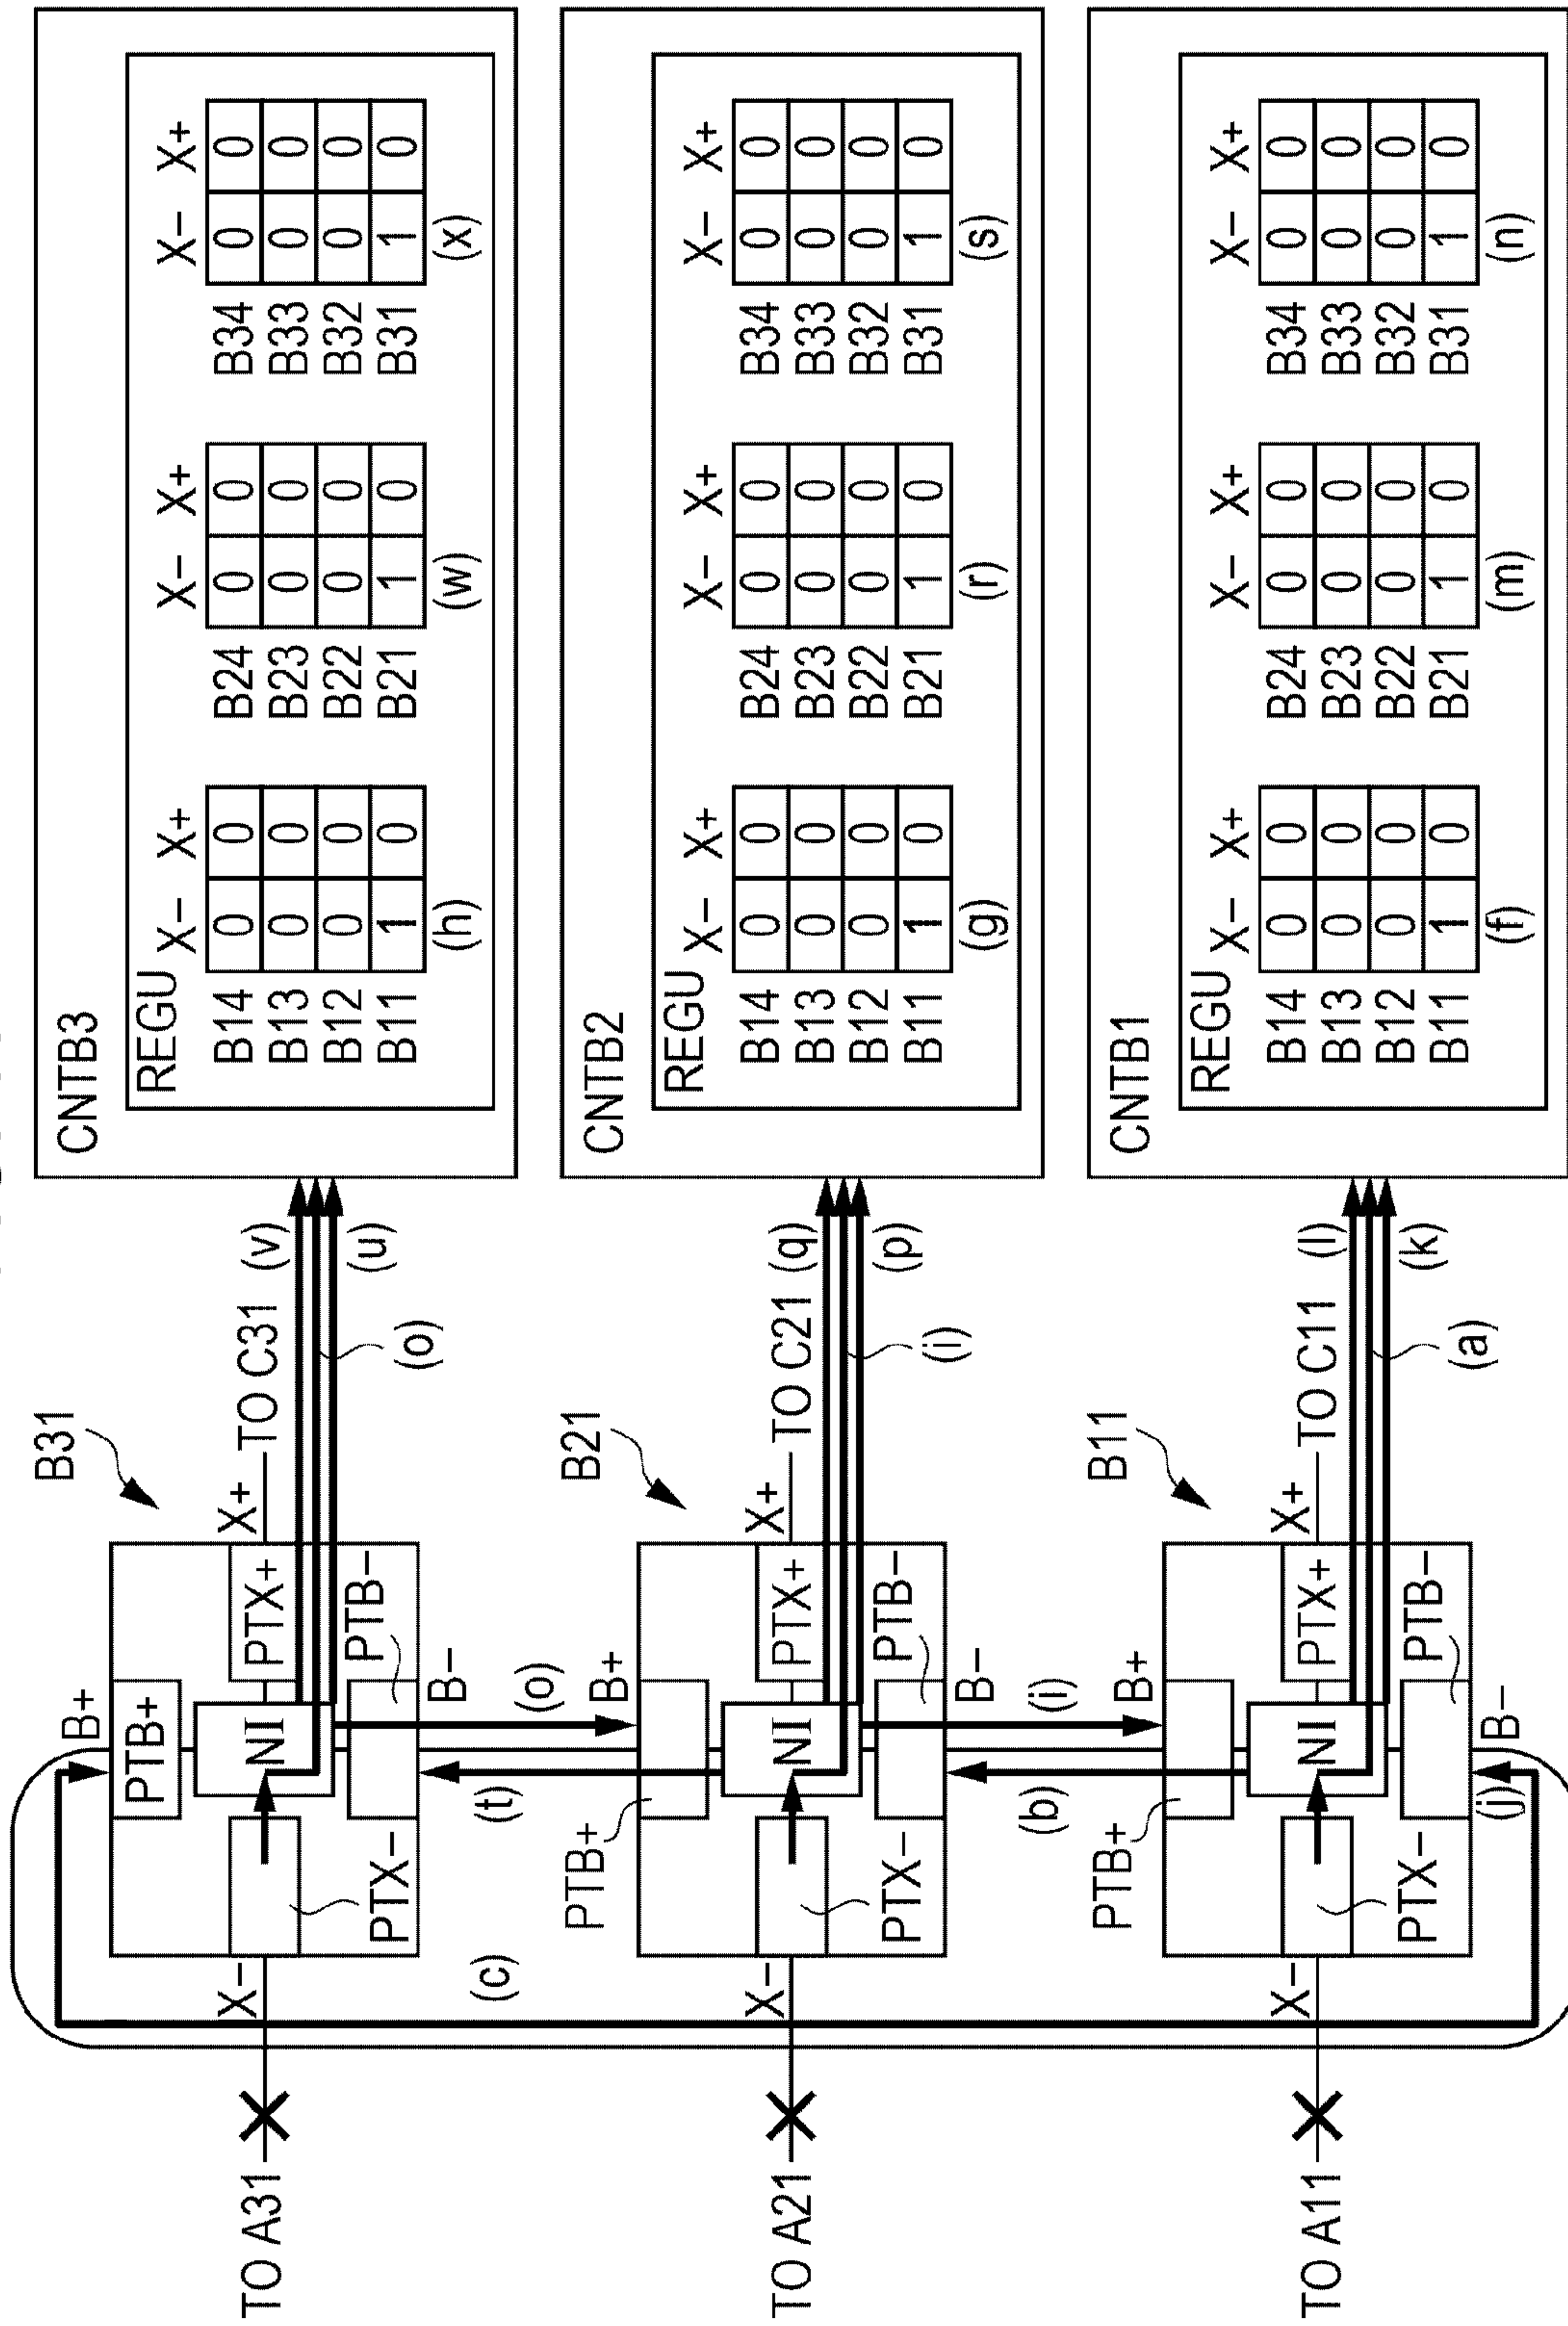 CNTB3
REGU
X− X+ X− X+ X− X+
B14 0 0 B24 0 0 B34 0 0
B13 0 0 B23 0 0 B33 0 0
B12 0 0 B22 0 0 B32 0 0
B11 1 0 B21 1 0 B31 1 0
(h) (w) (x)
B31
B+
PTB+
X− X+
TO A31 NI PTX+ TO C31 (v)
(u)
(o)
PTX− PTB−
B−
(c) (t) (o)
CNTB2
REGU
X− X+ X− X+ X− X+
B14 0 0 B24 0 0 B34 0 0
B13 0 0 B23 0 0 B33 0 0
B12 0 0 B22 0 0 B32 0 0
B11 1 0 B21 1 0 B31 1 0
(g) (r) (s)
B21
PTB+ B+
X− X+
TO A21 NI PTX+ TO C21 (q)
(p)
(i)
PTX− PTB−
B−
(b) (i)
CNTB1
REGU
X− X+ X− X+ X− X+
B14 0 0 B24 0 0 B34 0 0
B13 0 0 B23 0 0 B33 0 0
B12 0 0 B22 0 0 B32 0 0
B11 1 0 B21 1 0 B31 1 0
(f) (m) (n)
B11
PTB+ B+
X− X+
TO A11 NI PTX+ TO C11 (l)
(k)
(a)
PTX− PTB−
(j) B−